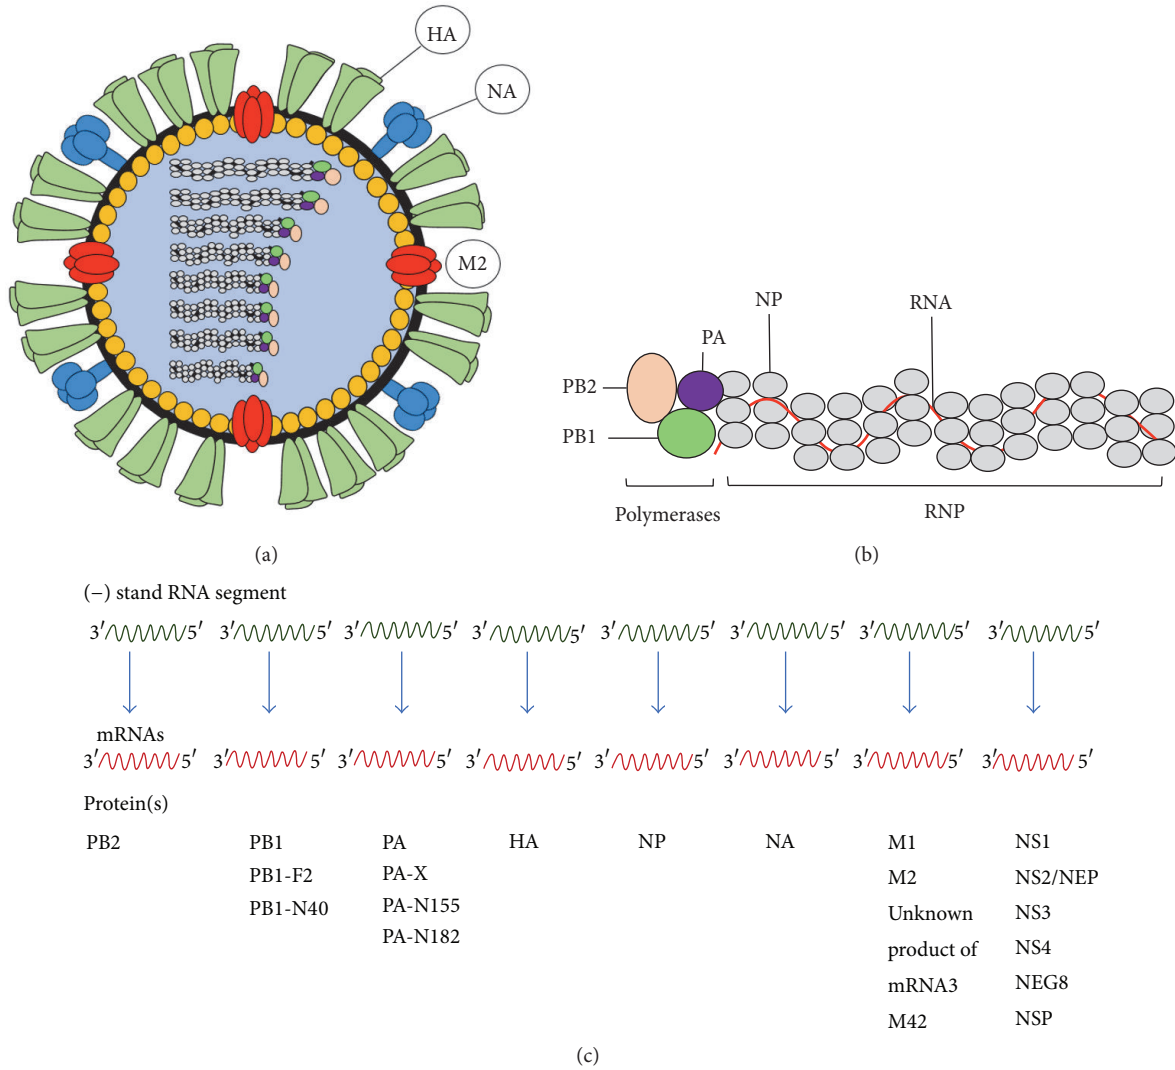 HA
NA
M2
(a)
NP
RNA
PA
PB2
PB1
Polymerases
RNP
(b)
(−) stand RNA segment
3′ 5′ 3′ 5′ 3′ 5′ 3′ 5′ 3′ 5′ 3′ 5′ 3′ 5′ 3′ 5′
mRNAs
3′ 5′ 3′ 5′ 3′ 5′ 3′ 5′ 3′ 5′ 3′ 5′ 3′ 5′ 3′ 5′
Protein(s)
PB2
PB1
PB1-F2
PB1-N40
PA
PA-X
PA-N155
PA-N182
HA
NP
NA
M1
M2
Unknown
product of
mRNA3
M42
NS1
NS2/NEP
NS3
NS4
NEG8
NSP
(c)